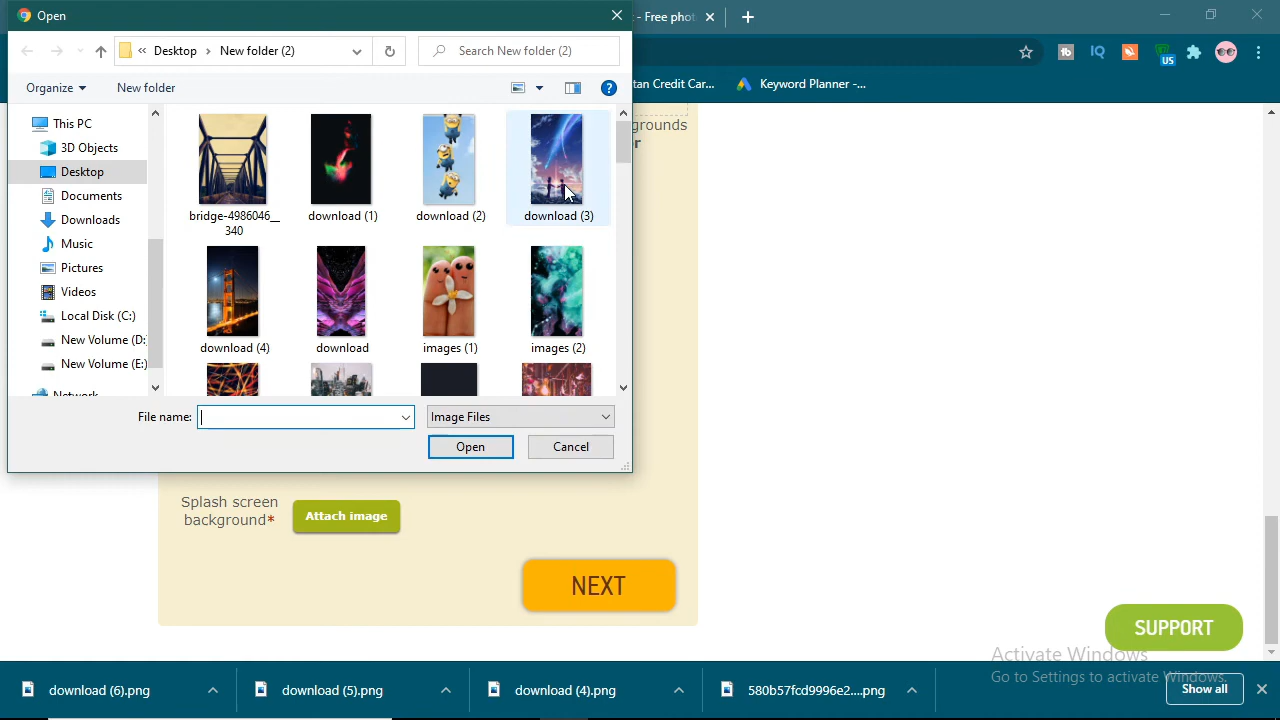 Open
- Free phot
Desktop › New folder (2)
Search New folder (2)
Organize
New folder
tan Credit Car...
Keyword Planner -...
US
This PC
3D Objects
Desktop
Documents
Downloads
Music
Pictures
Videos
Local Disk (C:)
New Volume (D:
New Volume (E:)
Network
bridge-4986046__
340
download (1)
download (2)
download (3)
download (4)
download
images (1)
images (2)
grounds
r
File name:
Image Files
Open
Cancel
Splash screen
background*
Attach image
NEXT
SUPPORT
Activate Windows
Go to Settings to activate Windows.
download (6).png
download (5).png
download (4).png
580b57fcd9996e2....png
Show all